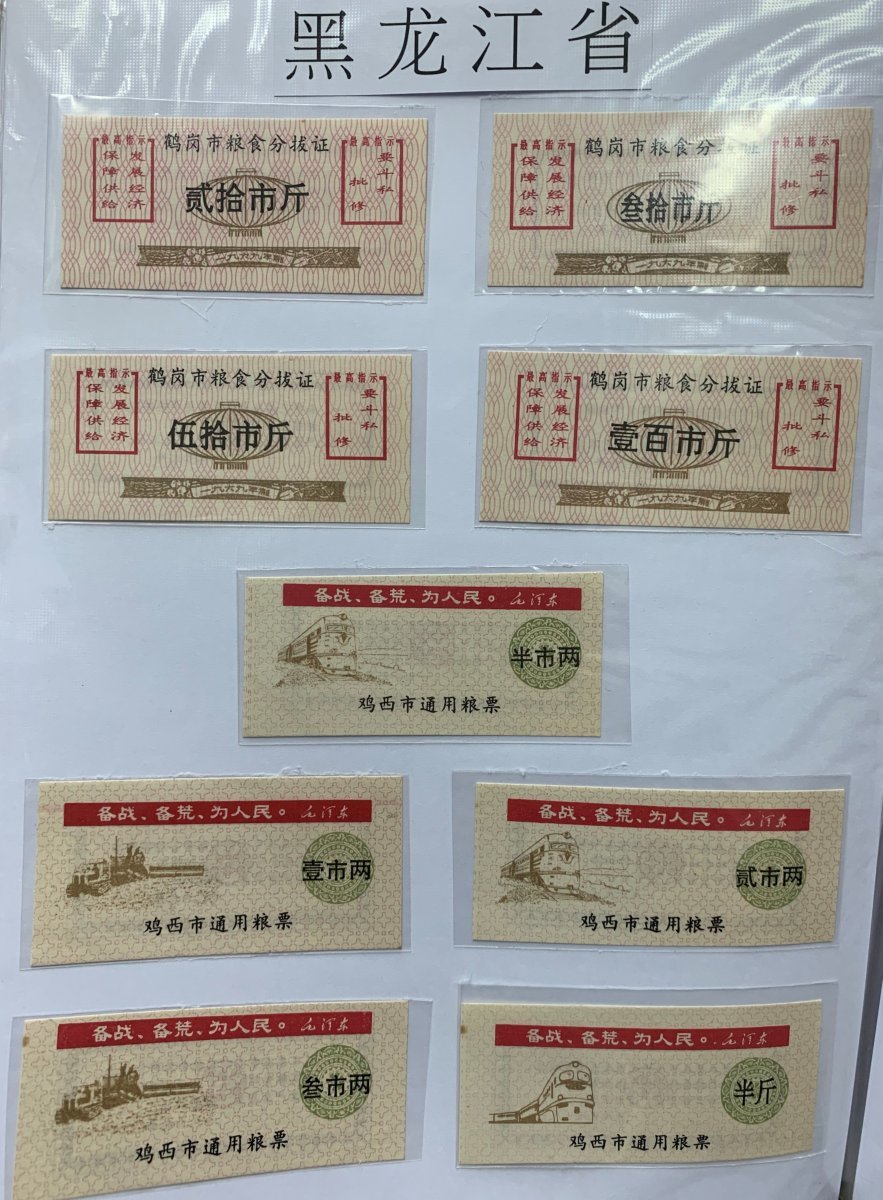 黑龙江省
鹤岗市粮食分拨证
最高指示
发展经济
保障供给
贰拾市斤
最高指示
要斗私
批修
一九六九年制
鹤岗市粮食分拨证
最高指示
发展经济
保障供给
叁拾市斤
最高指示
要斗私
批修
一九六九年制
鹤岗市粮食分拨证
最高指示
发展经济
保障供给
伍拾市斤
最高指示
要斗私
批修
一九六九年制
鹤岗市粮食分拨证
最高指示
发展经济
保障供给
壹百市斤
最高指示
要斗私
批修
一九六九年制
备战、备荒、为人民。毛泽东
半市两
鸡西市通用粮票
备战、备荒、为人民。毛泽东
壹市两
鸡西市通用粮票
备战、备荒、为人民。毛泽东
贰市两
鸡西市通用粮票
备战、备荒、为人民。毛泽东
叁市两
鸡西市通用粮票
备战、备荒、为人民。毛泽东
半斤
鸡西市通用粮票